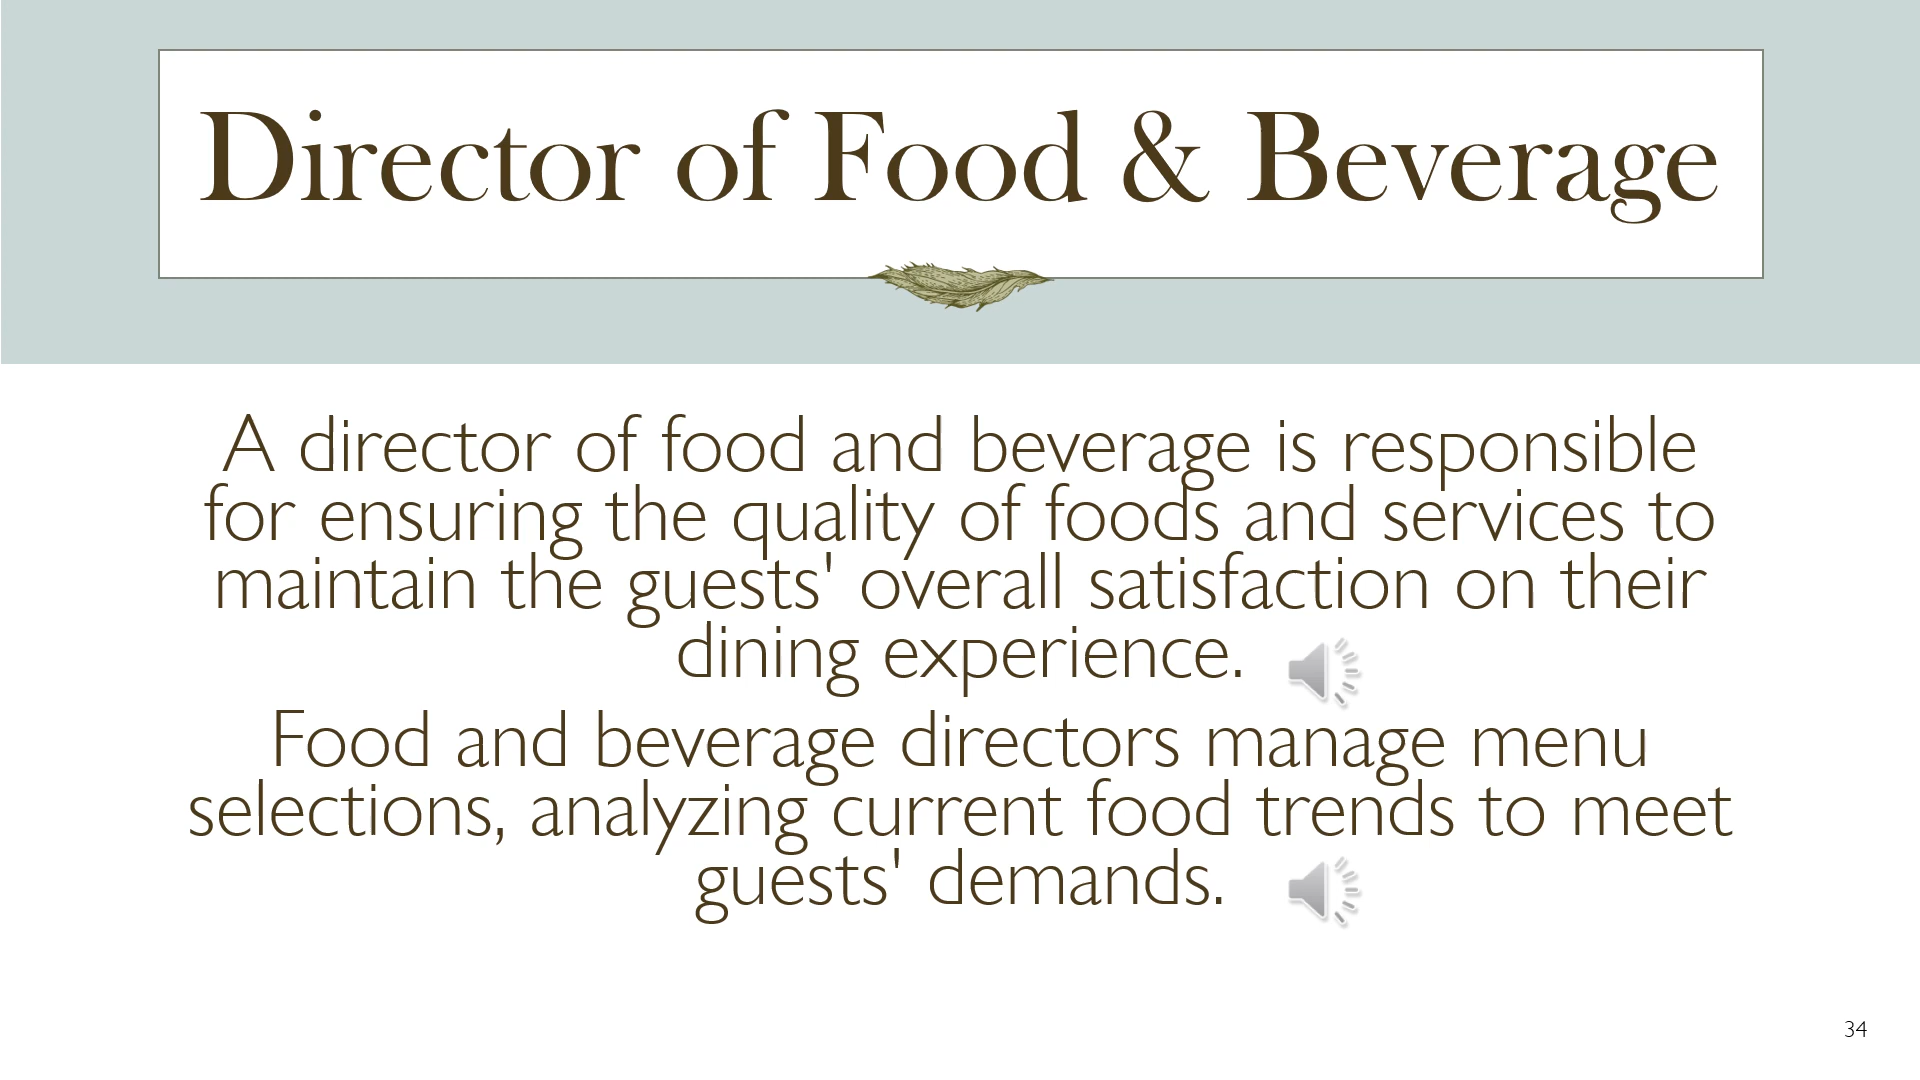 Director of Food & Beverage
A director of food and beverage is responsible
for ensuring the quality of foods and services to
maintain the guests' overall satisfaction on their
dining experience.
Food and beverage directors manage menu
selections, analyzing current food trends to meet
guests' demands.
34